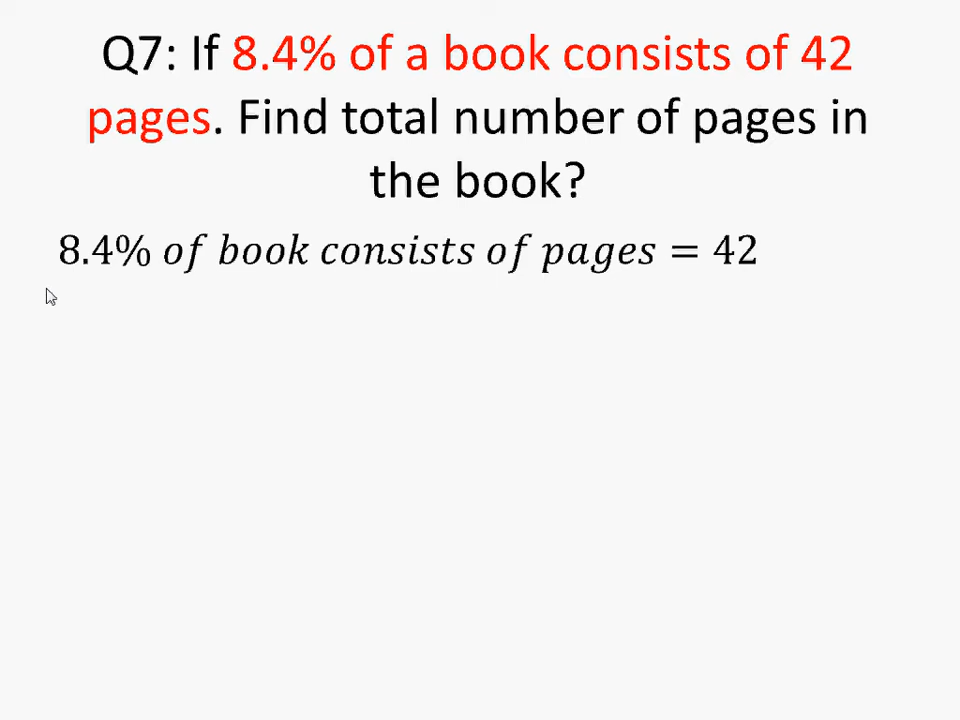 Q7: If 8.4% of a book consists of 42
pages. Find total number of pages in
the book?
8.4% of book consists of pages = 42